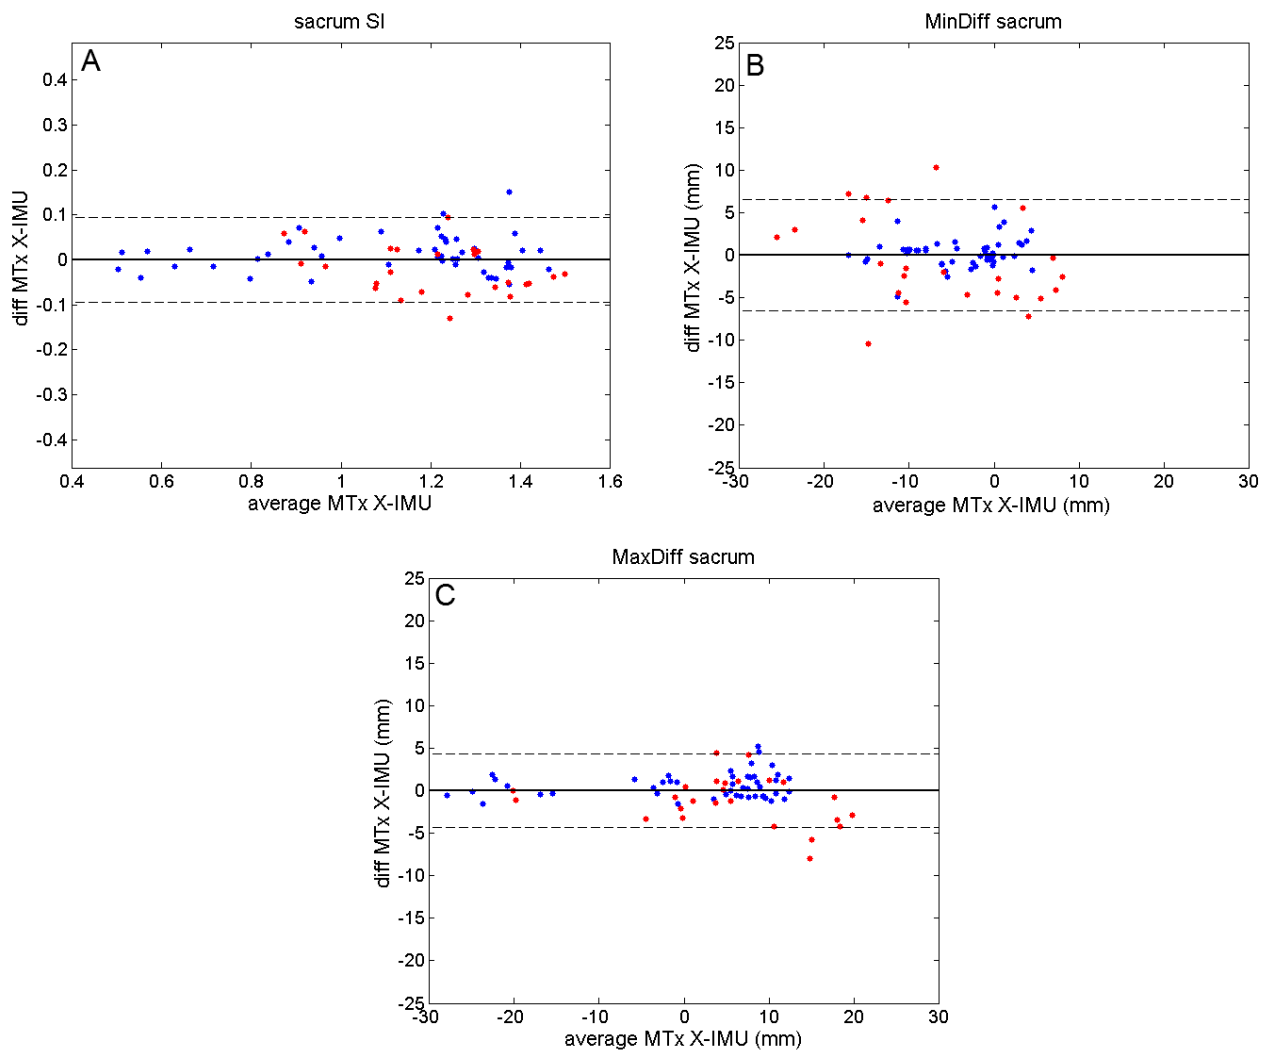 sacrum SI
A
diff MTx X-IMU
0.4
0.3
0.2
0.1
0
-0.1
-0.2
-0.3
-0.4
0.4 0.6 0.8 1 1.2 1.4 1.6
average MTx X-IMU
MinDiff sacrum
B
diff MTx X-IMU (mm)
25
20
15
10
5
0
-5
-10
-15
-20
-25
-30 -20 -10 0 10 20 30
average MTx X-IMU (mm)
MaxDiff sacrum
C
diff MTx X-IMU (mm)
25
20
15
10
5
0
-5
-10
-15
-20
-25
-30 -20 -10 0 10 20 30
average MTx X-IMU (mm)